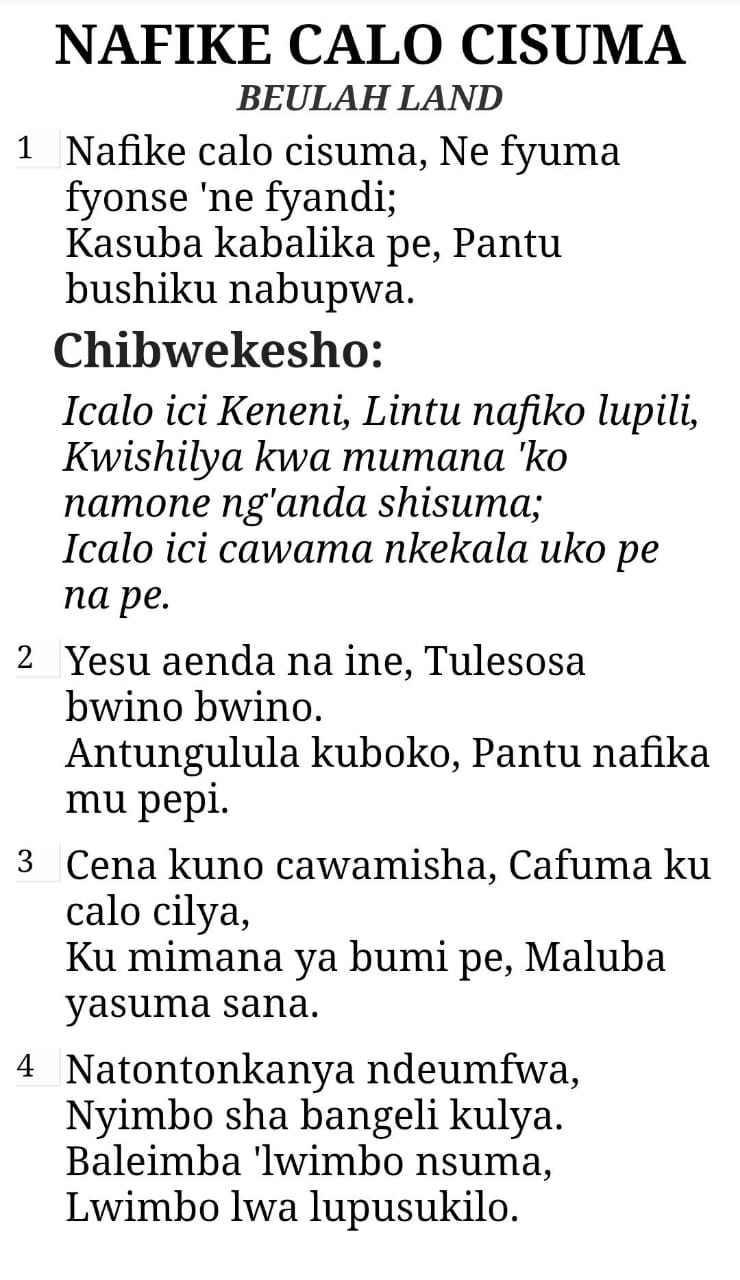 NAFIKE CALO CISUMA
BEULAH LAND
1 Nafike calo cisuma, Ne fyuma
fyonse 'ne fyandi;
Kasuba kabalika pe, Pantu
bushiku nabupwa.
Chibwekesho:
Icalo ici Keneni, Lintu nafiko lupili,
Kwishilya kwa mumana 'ko
namone ng'anda shisuma;
Icalo ici cawama nkekala uko pe
na pe.
2 Yesu aenda na ine, Tulesosa
bwino bwino.
Antungulula kuboko, Pantu nafika
mu pepi.
3 Cena kuno cawamisha, Cafuma ku
calo cilya,
Ku mimana ya bumi pe, Maluba
yasuma sana.
4 Natontonkanya ndeumfwa,
Nyimbo sha bangeli kulya.
Baleimba 'lwimbo nsuma,
Lwimbo lwa lupusukilo.